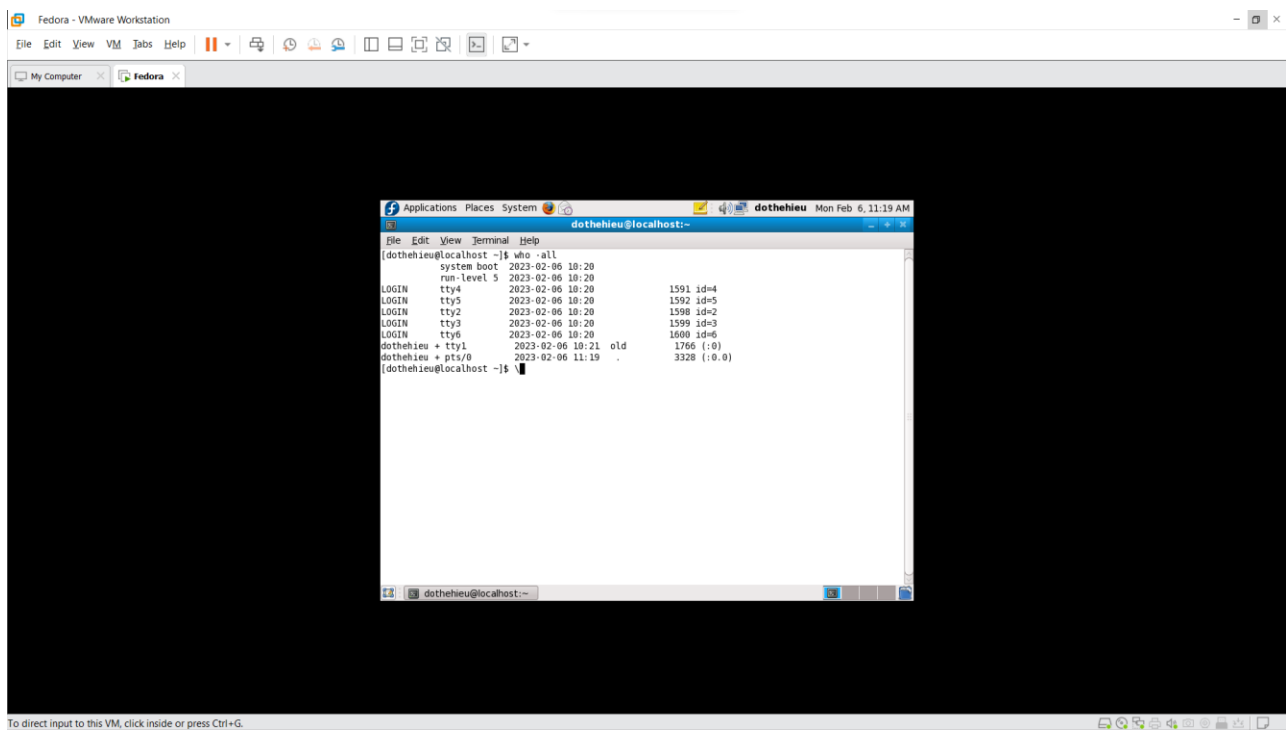 Fedora - VMware Workstation
File Edit View VM Tabs Help
My Computer Fedora
Applications Places System dothehieu Mon Feb 6, 11:19 AM
dothehieu@localhost:~
File Edit View Terminal Help
[dothehieu@localhost ~]$ who -all
system boot 2023-02-06 10:20
run-level 5 2023-02-06 10:20
LOGIN tty4 2023-02-06 10:20 1591 id=4
LOGIN tty5 2023-02-06 10:20 1592 id=5
LOGIN tty2 2023-02-06 10:20 1598 id=2
LOGIN tty3 2023-02-06 10:20 1599 id=3
LOGIN tty6 2023-02-06 10:20 1600 id=6
dothehieu + tty1 2023-02-06 10:21 old 1766 (:0)
dothehieu + pts/0 2023-02-06 11:19 . 3328 (:0.0)
[dothehieu@localhost ~]$ \
dothehieu@localhost:~
To direct input to this VM, click inside or press Ctrl+G.